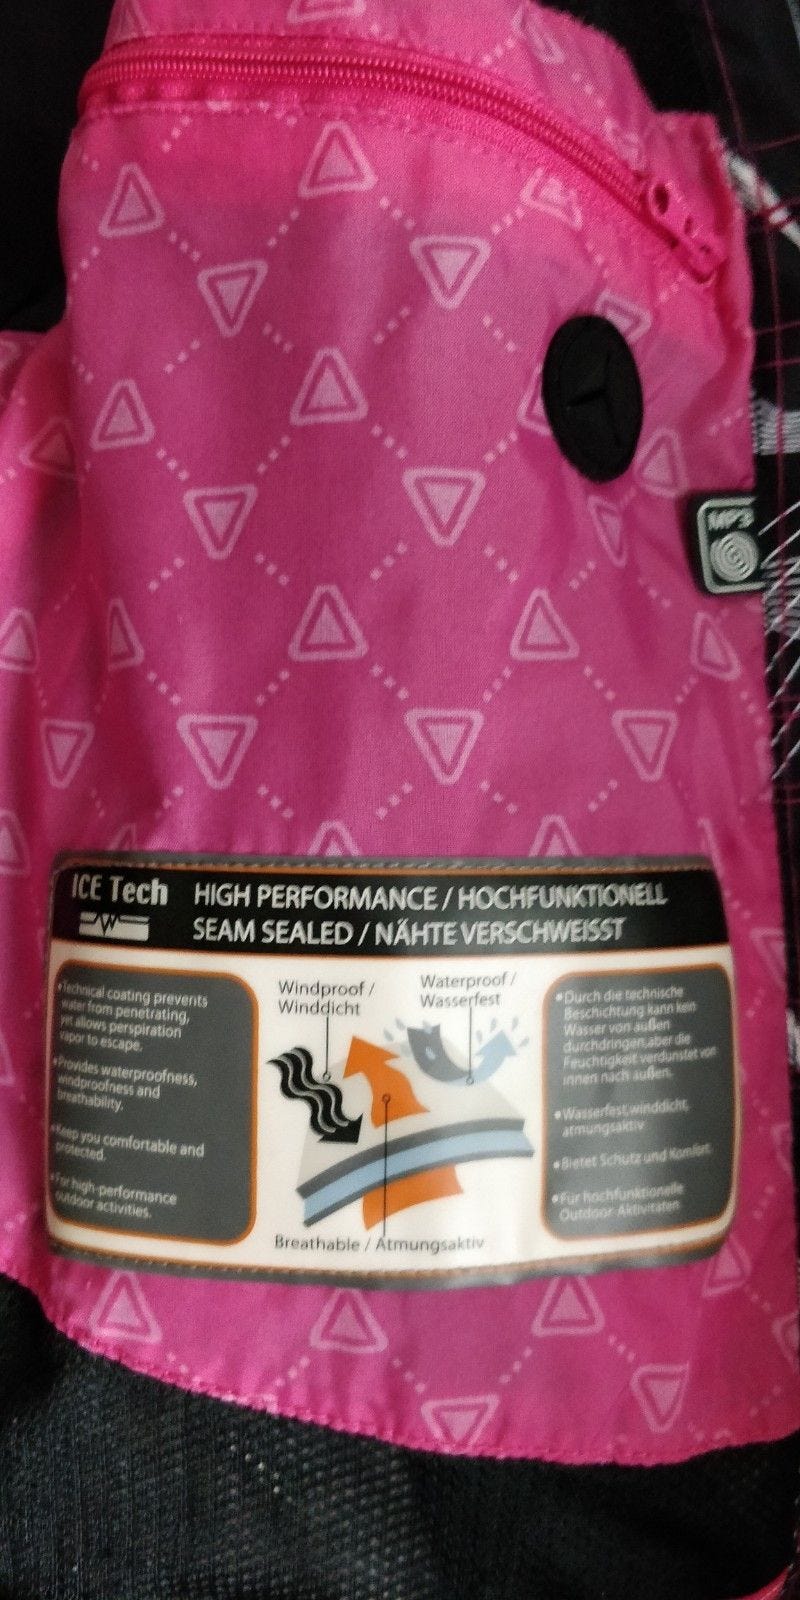 MP3
ICE Tech
HIGH PERFORMANCE / HOCHFUNKTIONELL
SEAM SEALED / NÄHTE VERSCHWEISST
•Technical coating prevents
water from penetrating,
yet allows perspiration
vapor to escape.
•Provides waterproofness,
windproofness and
breathability.
•Keep you comfortable and
protected.
•For high-performance
outdoor activities.
Windproof /
Winddicht
Waterproof /
Wasserfest
Breathable / Atmungsaktiv
•Durch die technische
Beschichtung kann kein
Wasser von außen
durchdringen,aber die
Feuchtigkeit verdunstet von
innen nach außen.
•Wasserfest,winddicht,
atmungsaktiv
•Bietet Schutz und Komfort.
•Für hochfunktionelle
Outdoor Aktivitäten